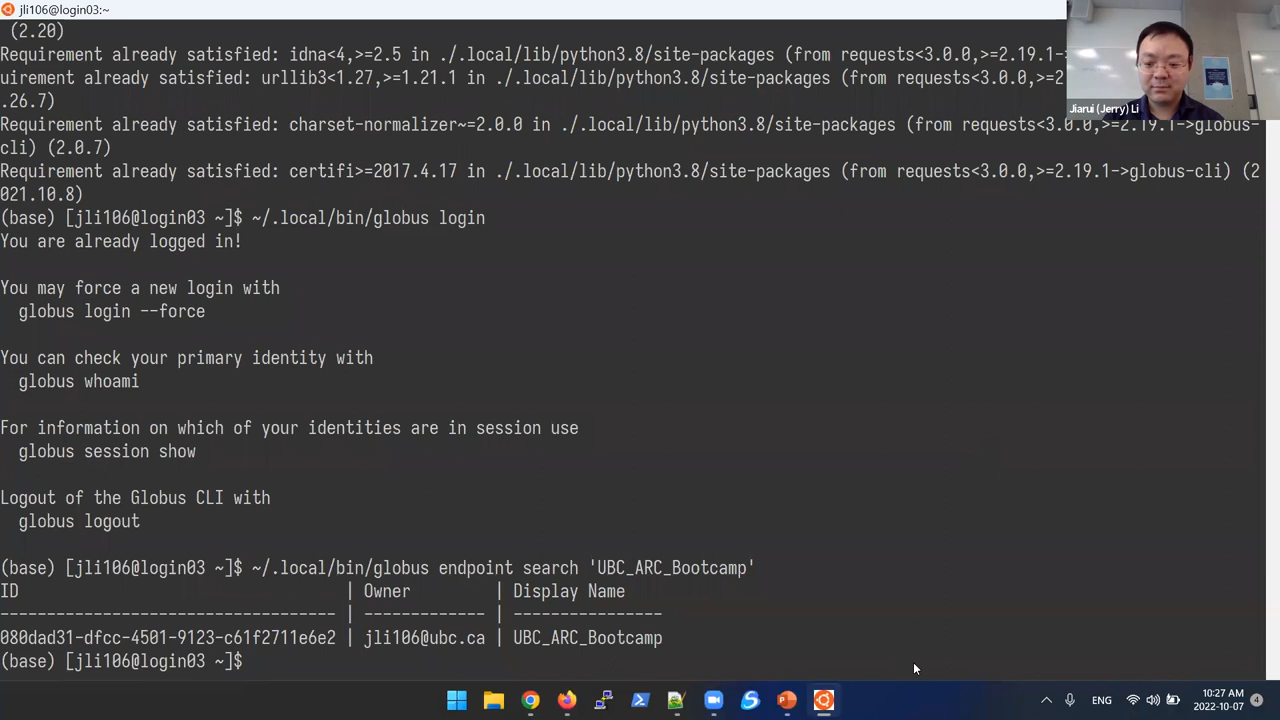 jli106@login03:~
(2.20)
Requirement already satisfied: idna<4,>=2.5 in ./.local/lib/python3.8/site-packages (from requests<3.0.0,>=2.19.1->
uirement already satisfied: urllib3<1.27,>=1.21.1 in ./.local/lib/python3.8/site-packages (from requests<3.0.0,>=2
.26.7)
Requirement already satisfied: charset-normalizer~=2.0.0 in ./.local/lib/python3.8/site-packages (from requests<3.0.0,>=2.19.1->globus-
cli) (2.0.7)
Requirement already satisfied: certifi>=2017.4.17 in ./.local/lib/python3.8/site-packages (from requests<3.0.0,>=2.19.1->globus-cli) (2
021.10.8)
(base) [jli106@login03 ~]$ ~/.local/bin/globus login
You are already logged in!
You may force a new login with
globus login --force
You can check your primary identity with
globus whoami
For information on which of your identities are in session use
globus session show
Logout of the Globus CLI with
globus logout
(base) [jli106@login03 ~]$ ~/.local/bin/globus endpoint search 'UBC_ARC_Bootcamp'
ID | Owner | Display Name
------------------------------------ | ------------- | ----------------
080dad31-dfcc-4501-9123-c61f2711e6e2 | jli106@ubc.ca | UBC_ARC_Bootcamp
(base) [jli106@login03 ~]$
Jiarui (Jerry) Li
ENG
10:27 AM
2022-10-07
4